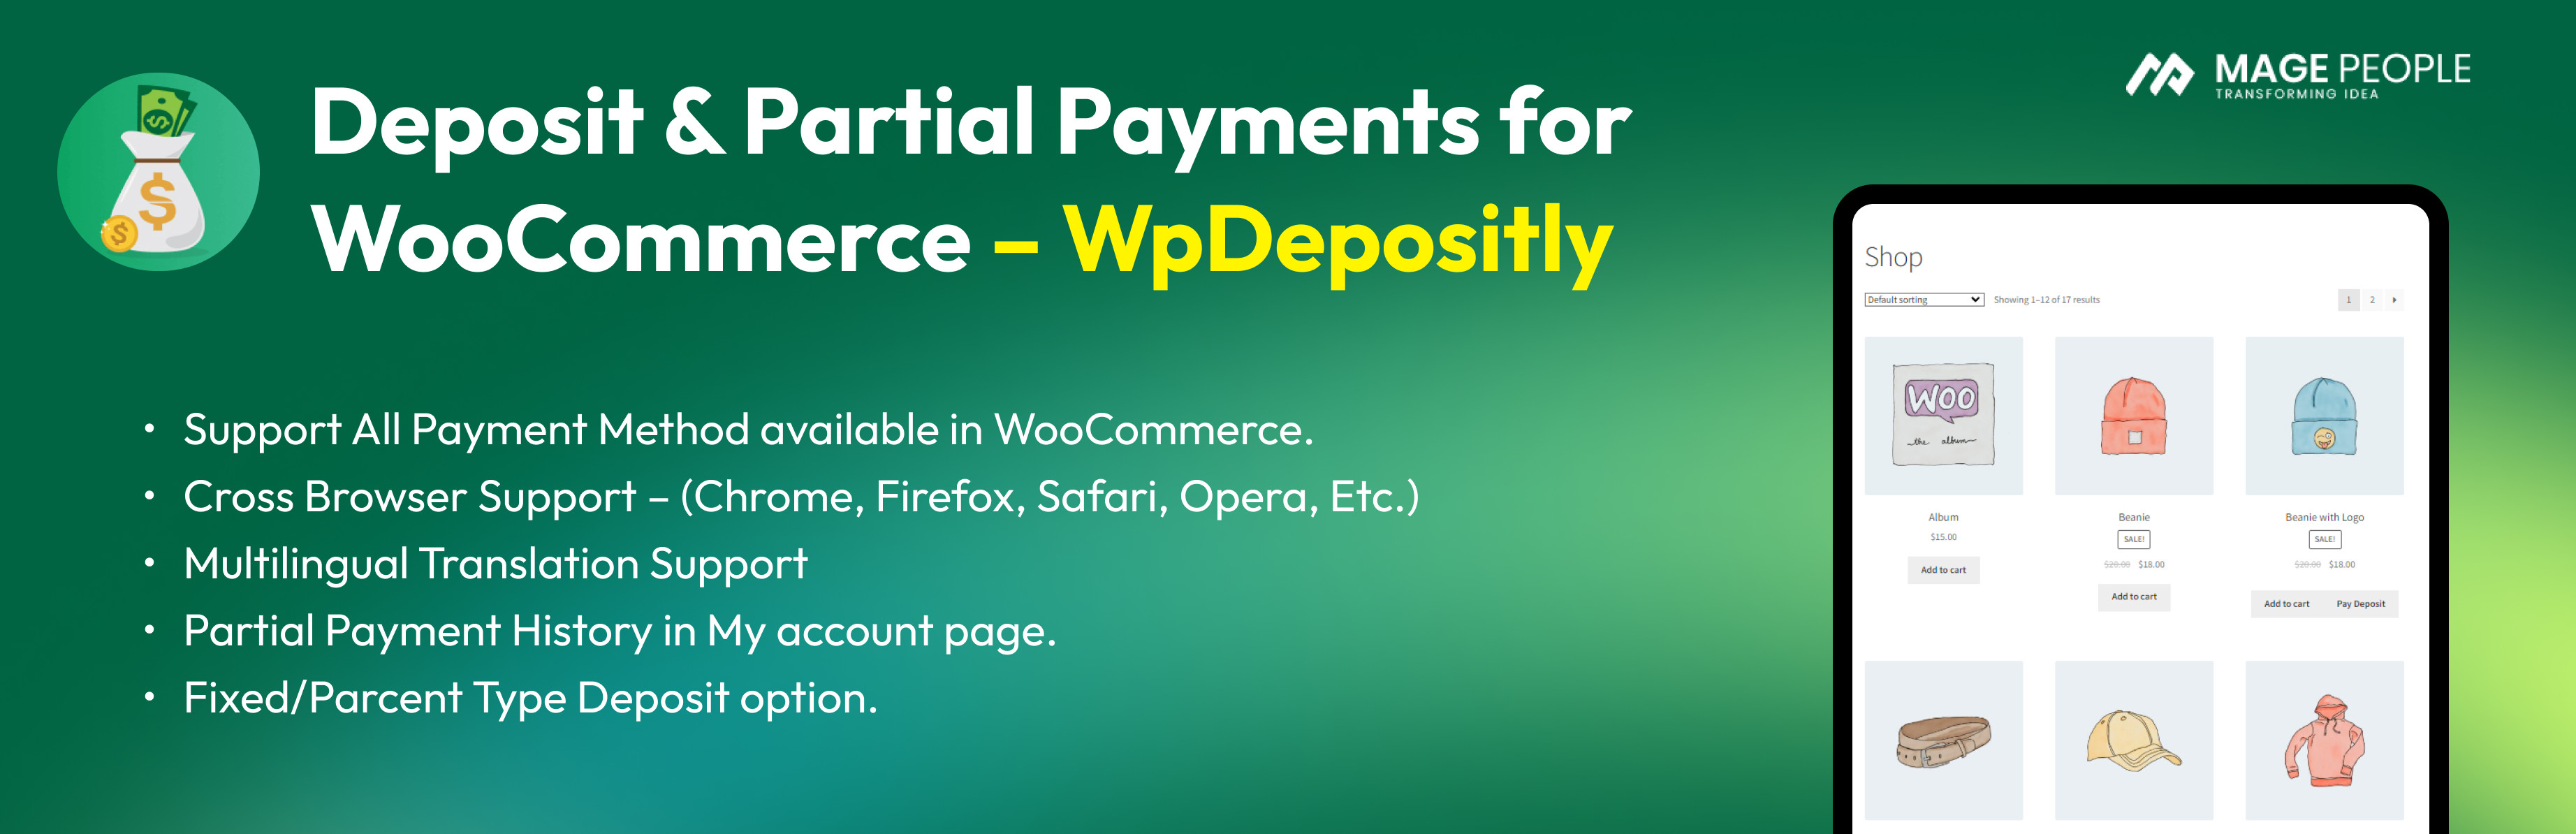 MAGE PEOPLE
TRANSFORMING IDEA
Deposit & Partial Payments for
WooCommerce – WpDepositly
• Support All Payment Method available in WooCommerce.
• Cross Browser Support – (Chrome, Firefox, Safari, Opera, Etc.)
• Multilingual Translation Support
• Partial Payment History in My account page.
• Fixed/Parcent Type Deposit option.
Shop
Default sorting Showing 1–12 of 17 results 1 2
WOO
the album
Album Beanie Beanie with Logo
$15.00 SALE! SALE!
$20.00 $18.00 $20.00 $18.00
Add to cart Add to cart Add to cart Pay Deposit
$
$
$